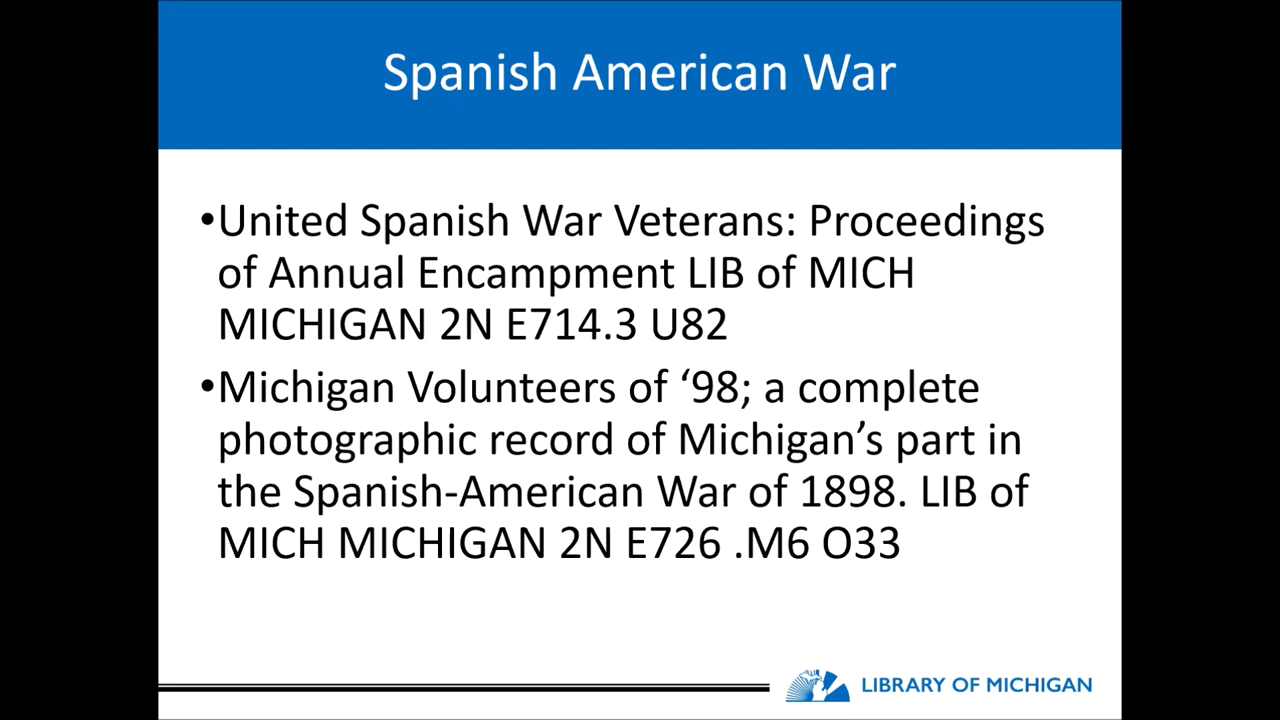 Spanish American War
•United Spanish War Veterans: Proceedings
of Annual Encampment LIB of MICH
MICHIGAN 2N E714.3 U82
•Michigan Volunteers of ‘98; a complete
photographic record of Michigan’s part in
the Spanish-American War of 1898. LIB of
MICH MICHIGAN 2N E726 .M6 O33
LIBRARY OF MICHIGAN